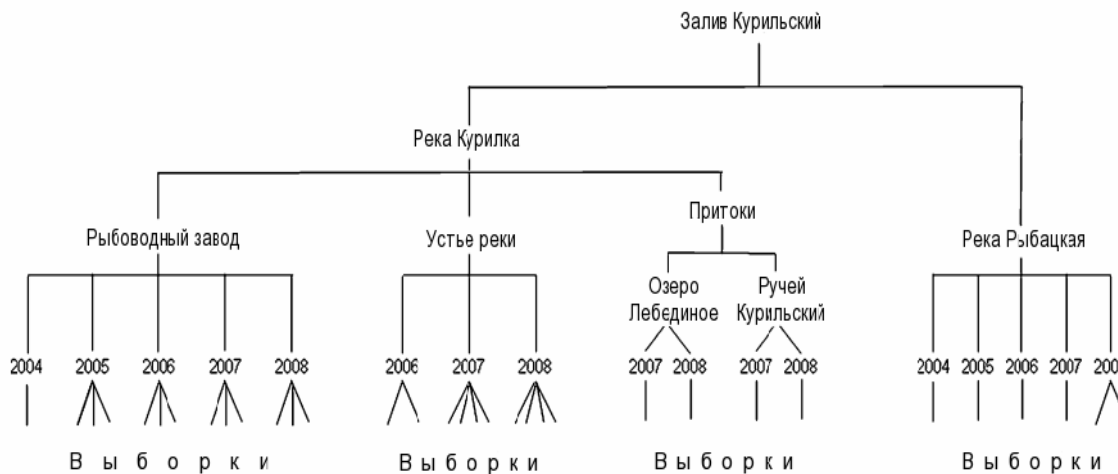 Залив Курильский
Река Курилка
Притоки
Рыбоводный завод Устье реки Река Рыбацкая
Озеро Лебединое Ручей Курильский
2004 2005 2006 2007 2008 2006 2007 2008 2007 2008 2007 2008 2004 2005 2006 2007
Выборки Выборки Выборки Выборки